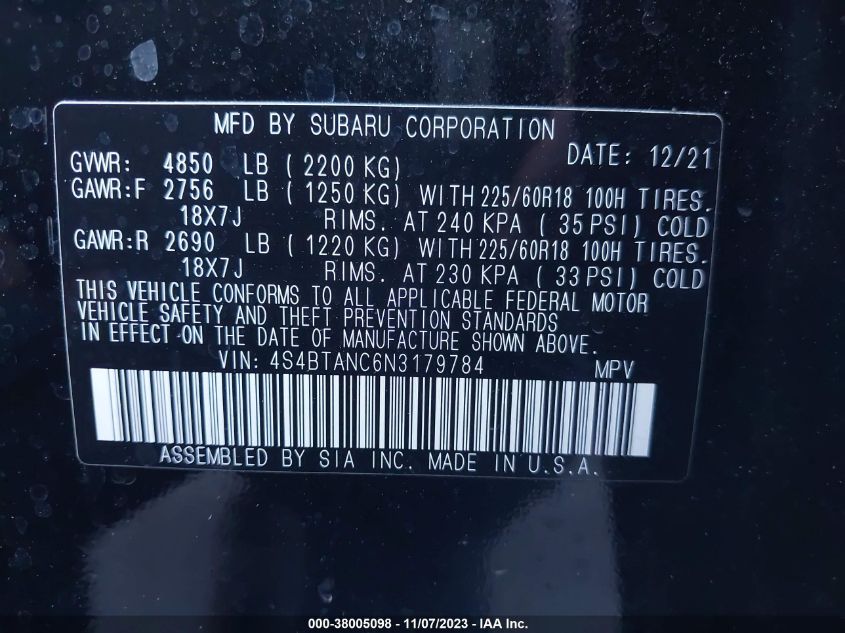 MFD BY SUBARU CORPORATION
DATE: 12/21
GVWR: 4850 LB ( 2200 KG)
GAWR:F 2756 LB ( 1250 KG) WITH 225/60R18 100H TIRES.
18X7J RIMS. AT 240 KPA ( 35 PSI) COLD
GAWR:R 2690 LB ( 1220 KG) WITH 225/60R18 100H TIRES.
18X7J RIMS. AT 230 KPA ( 33 PSI) COLD
THIS VEHICLE CONFORMS TO ALL APPLICABLE FEDERAL MOTOR
VEHICLE SAFETY AND THEFT PREVENTION STANDARDS
IN EFFECT ON THE DATE OF MANUFACTURE SHOWN ABOVE.
VIN: 4S4BTANC6N3179784 MPV
ASSEMBLED BY SIA INC. MADE IN U.S.A.
000-38005098 - 11/07/2023 - IAA Inc.